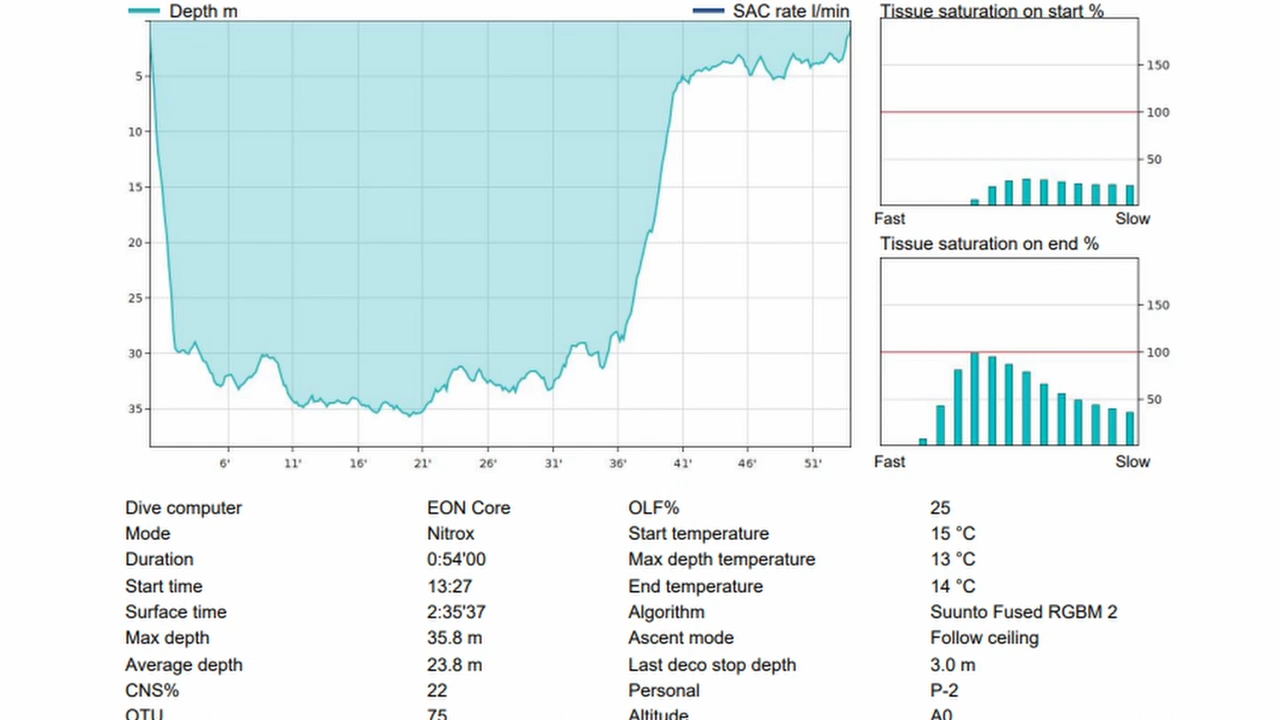 Depth m SAC rate l/min
5
10
15
20
25
30
35
6' 11' 16' 21' 26' 31' 36' 41' 46' 51'
Tissue saturation on start %
150
100
50
Fast Slow
Tissue saturation on end %
150
100
50
Fast Slow
Dive computer EON Core OLF% 25
Mode Nitrox Start temperature 15 °C
Duration 0:54'00 Max depth temperature 13 °C
Start time 13:27 End temperature 14 °C
Surface time 2:35'37 Algorithm Suunto Fused RGBM 2
Max depth 35.8 m Ascent mode Follow ceiling
Average depth 23.8 m Last deco stop depth 3.0 m
CNS% 22 Personal P-2
OTU 75 Altitude A0